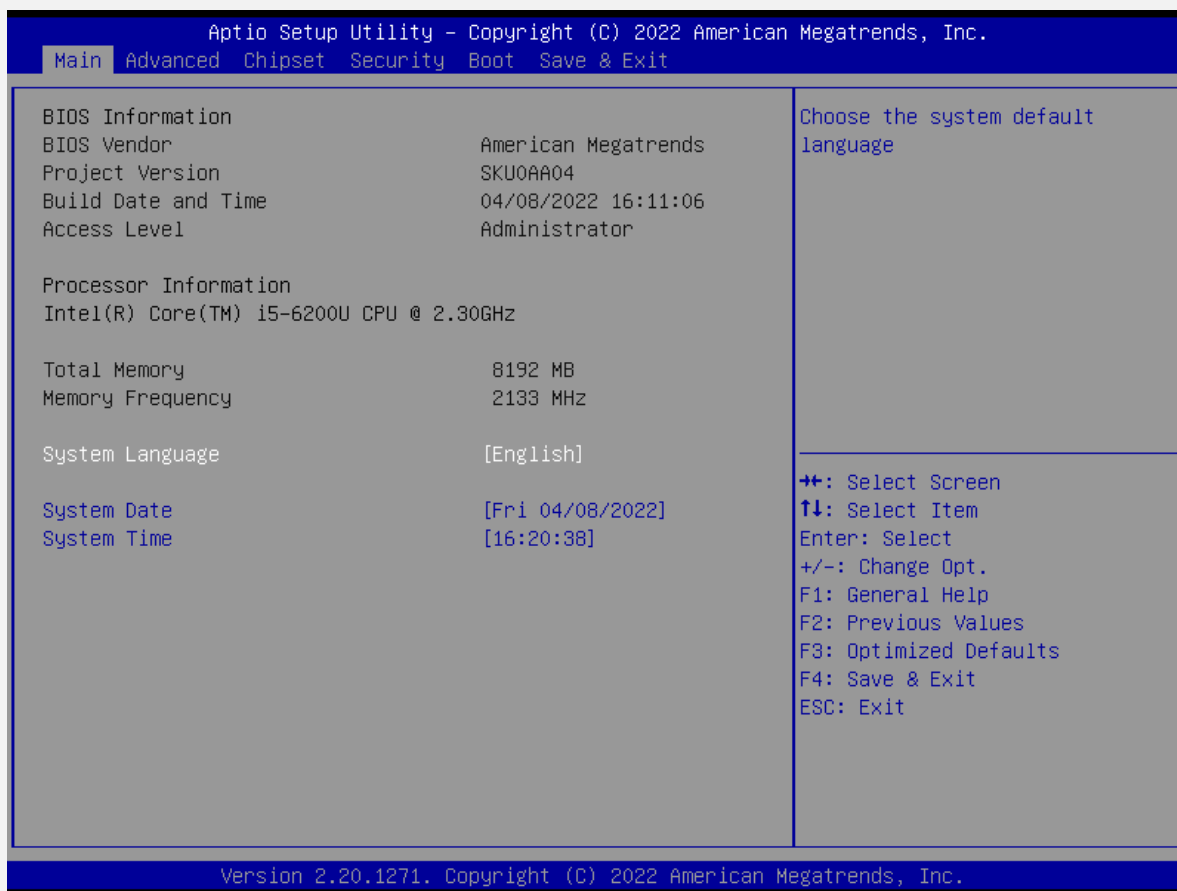 Aptio Setup Utility – Copyright (C) 2022 American Megatrends, Inc.
Main Advanced Chipset Security Boot Save & Exit
BIOS Information
BIOS Vendor American Megatrends
Project Version SKU0AA04
Build Date and Time 04/08/2022 16:11:06
Access Level Administrator
Processor Information
Intel(R) Core(TM) i5-6200U CPU @ 2.30GHz
Total Memory 8192 MB
Memory Frequency 2133 MHz
System Language [English]
System Date [Fri 04/08/2022]
System Time [16:20:38]
Choose the system default
language
→←: Select Screen
↑↓: Select Item
Enter: Select
+/-: Change Opt.
F1: General Help
F2: Previous Values
F3: Optimized Defaults
F4: Save & Exit
ESC: Exit
Version 2.20.1271. Copyright (C) 2022 American Megatrends, Inc.